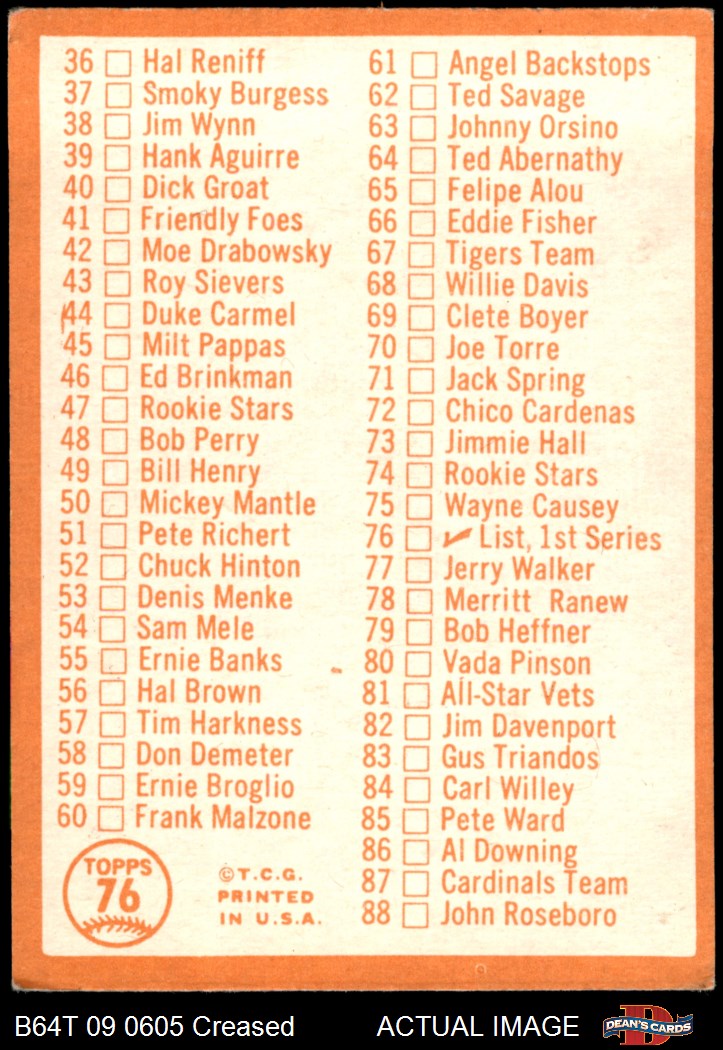 36 Hal Reniff
37 Smoky Burgess
38 Jim Wynn
39 Hank Aguirre
40 Dick Groat
41 Friendly Foes
42 Moe Drabowsky
43 Roy Sievers
44 Duke Carmel
45 Milt Pappas
46 Ed Brinkman
47 Rookie Stars
48 Bob Perry
49 Bill Henry
50 Mickey Mantle
51 Pete Richert
52 Chuck Hinton
53 Denis Menke
54 Sam Mele
55 Ernie Banks
56 Hal Brown
57 Tim Harkness
58 Don Demeter
59 Ernie Broglio
60 Frank Malzone
61 Angel Backstops
62 Ted Savage
63 Johnny Orsino
64 Ted Abernathy
65 Felipe Alou
66 Eddie Fisher
67 Tigers Team
68 Willie Davis
69 Clete Boyer
70 Joe Torre
71 Jack Spring
72 Chico Cardenas
73 Jimmie Hall
74 Rookie Stars
75 Wayne Causey
76 ✓ List, 1st Series
77 Jerry Walker
78 Merritt Ranew
79 Bob Heffner
80 Vada Pinson
81 All-Star Vets
82 Jim Davenport
83 Gus Triandos
84 Carl Willey
85 Pete Ward
86 Al Downing
87 Cardinals Team
88 John Roseboro
TOPPS
76
©T.C.G.
PRINTED
IN U.S.A.
B64T 09 0605 Creased
ACTUAL IMAGE
DEAN'S CARDS